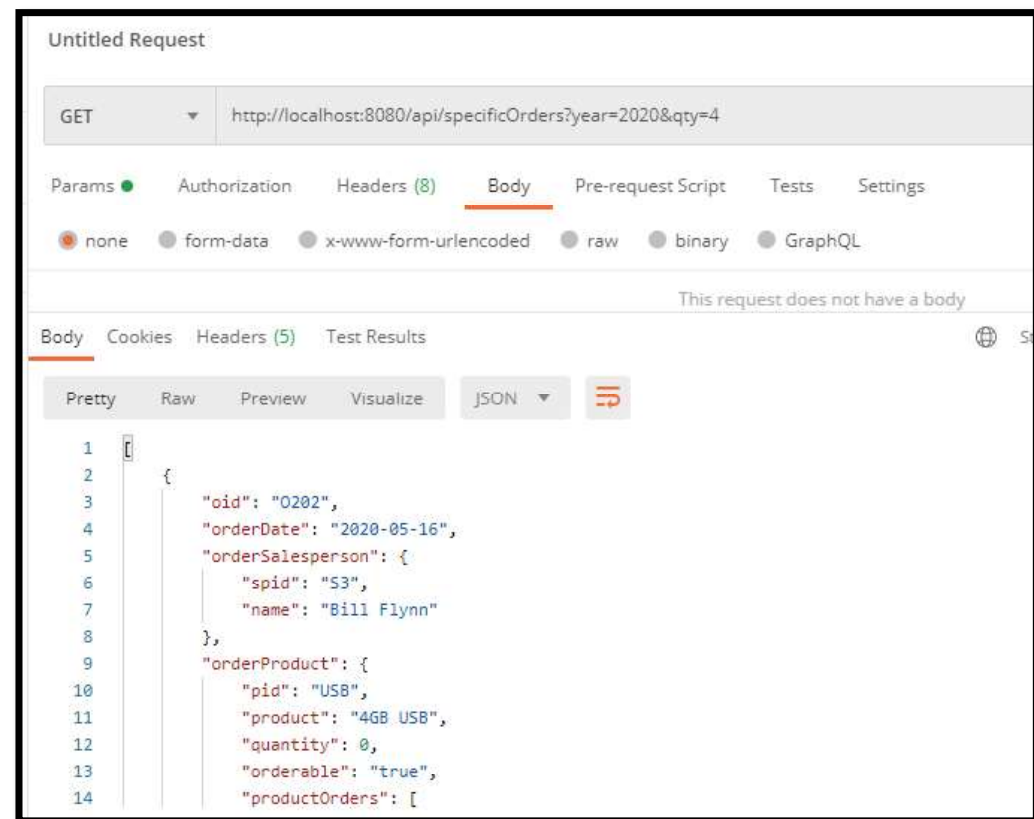 Untitled Request
GET http://localhost:8080/api/specificOrders?year=2020&qty=4
Params Authorization Headers (8) Body Pre-request Script Tests Settings
none form-data x-www-form-urlencoded raw binary GraphQL
This request does not have a body
Body Cookies Headers (5) Test Results
Pretty Raw Preview Visualize JSON
1 [
2 {
3 "oid": "O202",
4 "orderDate": "2020-05-16",
5 "orderSalesperson": {
6 "spid": "S3",
7 "name": "Bill Flynn"
8 },
9 "orderProduct": {
10 "pid": "USB",
11 "product": "4GB USB",
12 "quantity": 0,
13 "orderable": "true",
14 "productOrders": [